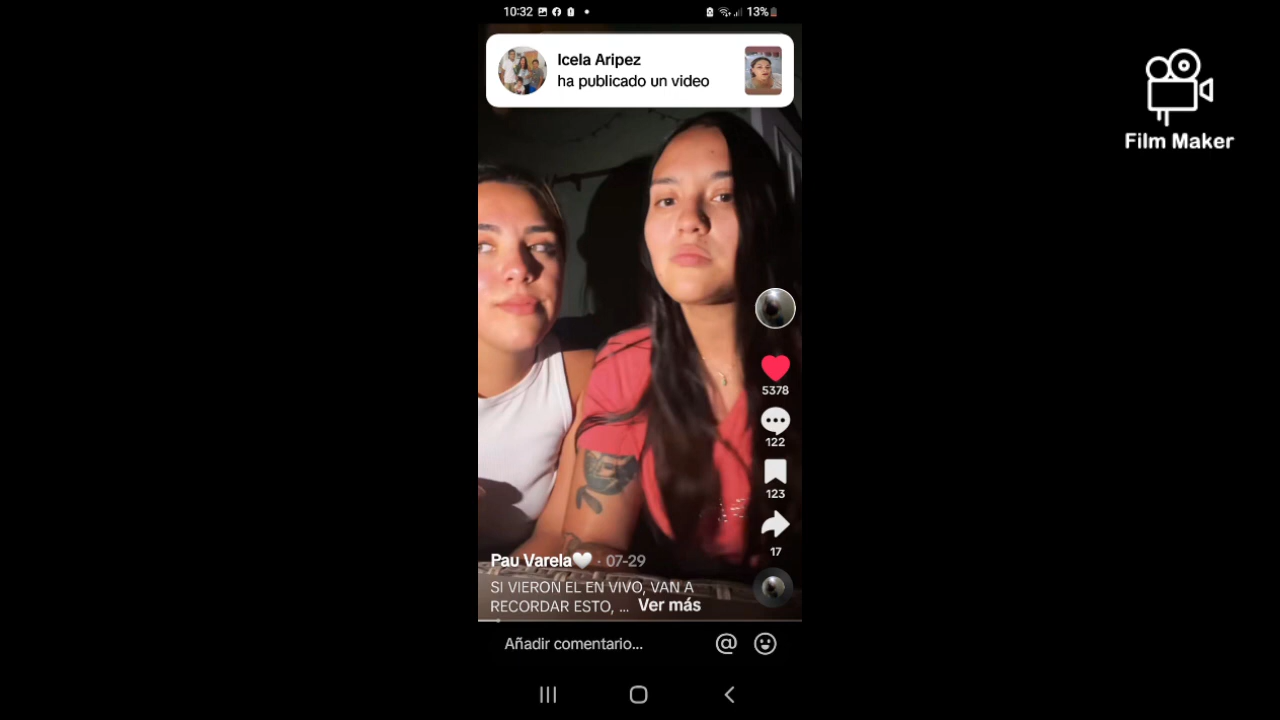 10:32
13%
Icela Aripez
ha publicado un video
Film Maker
5378
122
123
17
Pau Varela🤍 · 07-29
SI VIERON EL EN VIVO, VAN A
RECORDAR ESTO, ... Ver más
Añadir comentario...